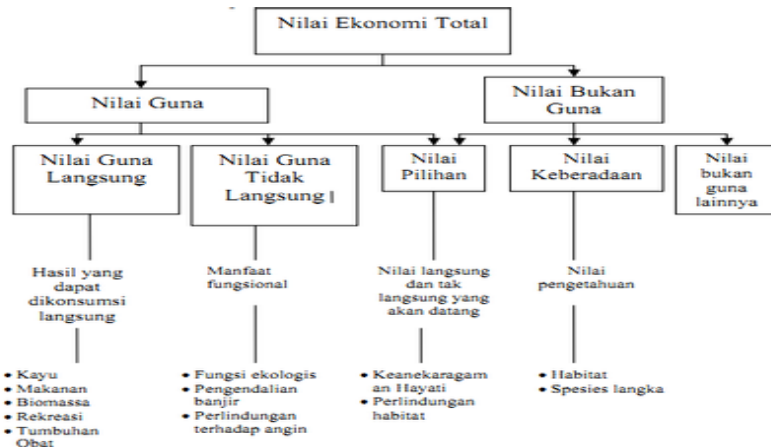 Nilai Ekonomi Total
Nilai Guna
Nilai Bukan
Guna
Nilai Guna
Langsung
Nilai Guna
Tidak
Langsung
Nilai
Pilihan
Nilai
Keberadaan
Nilai
bukan
guna
lainnya
Hasil yang
dapat
dikonsumsi
langsung
Manfaat
fungsional
Nilai langsung
dan tak
langsung yang
akan datang
Nilai
pengetahuan
• Kayu
• Makanan
• Biomassa
• Rekreasi
• Tumbuhan
Obat
• Fungsi ekologis
• Pengendalian
banjir
• Perlindungan
terhadap angin
• Keanekaragam
an Hayati
• Perlindungan
habitat
• Habitat
• Spesies langka